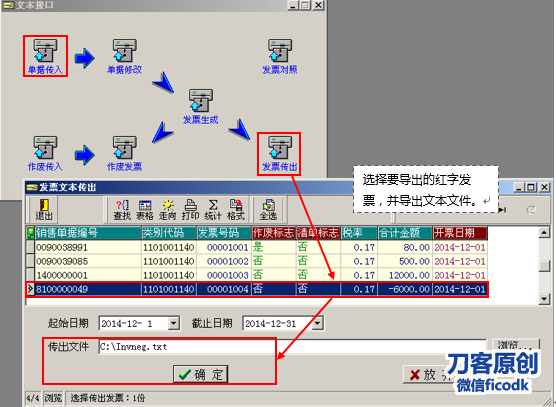 文本接口
单据传入
单据修改
发票对照
发票生成
作废传入
作废发票
发票传出
选择要导出的红字发
票，并导出文本文件。
发票文本传出
退出 查找 表格 走向 打印 统计 格式 全选
销售单据编号 类别代码 发票号码 作废标志 清单标志 税率 合计金额 开票日期
0090038991 1101001140 00001001 是 否 0.17 80.00 2014-12-01
0090039085 1101001140 00001002 否 否 0.17 500.00 2014-12-01
1400000001 1101001140 00001003 否 否 0.17 12000.00 2014-12-01
8100000049 1101001140 00001004 否 否 0.17 -6000.00 2014-12-01
起始日期 2014-12- 1 截止日期 2014-12-31
传出文件 C:\Invneg.txt 浏览...
确 定 放
刀客原创
微信ficodk
4/4 浏览 选择传出发票：1份